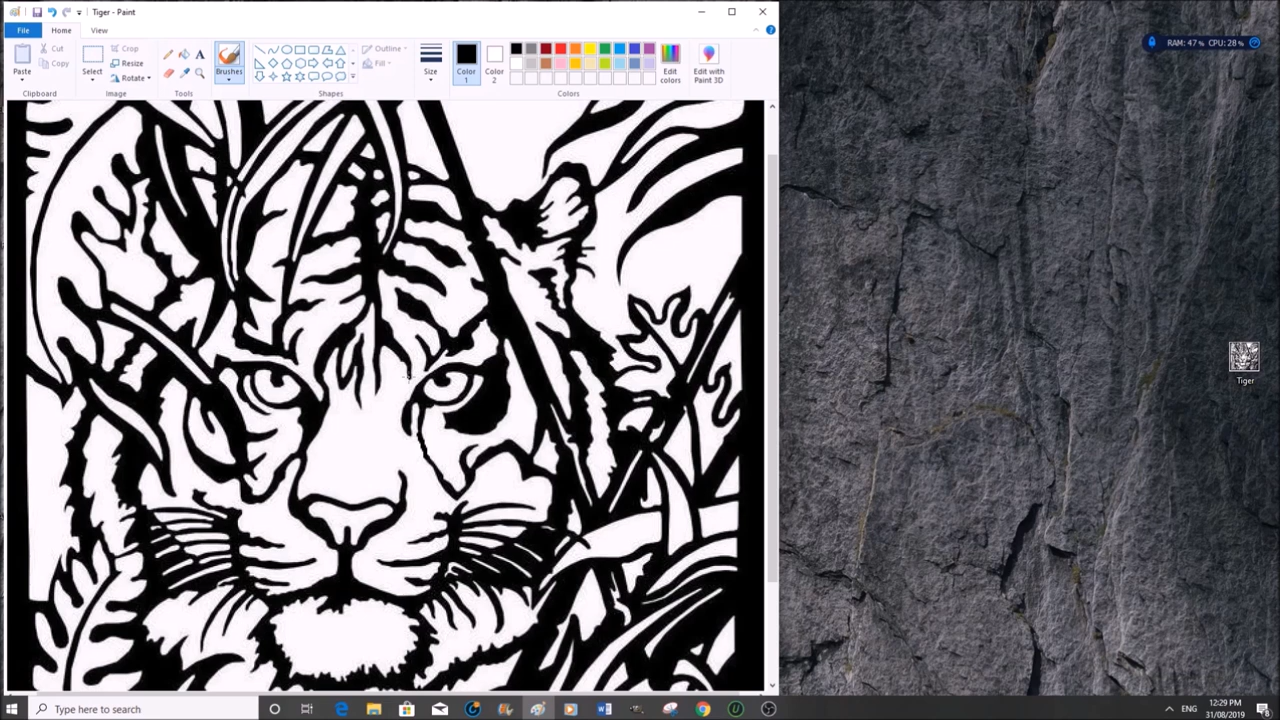 Tiger - Paint
File Home View
Paste
Cut
Copy
Clipboard
Select
Crop
Resize
Rotate
Image
A
Tools
Brushes
Outline
Fill
Shapes
Size
Color
1
Color
2
Edit
colors
Colors
Edit with
Paint 3D
RAM: 47 % CPU: 28 %
Tiger
Type here to search
ENG
12:29 PM
31/08/2019